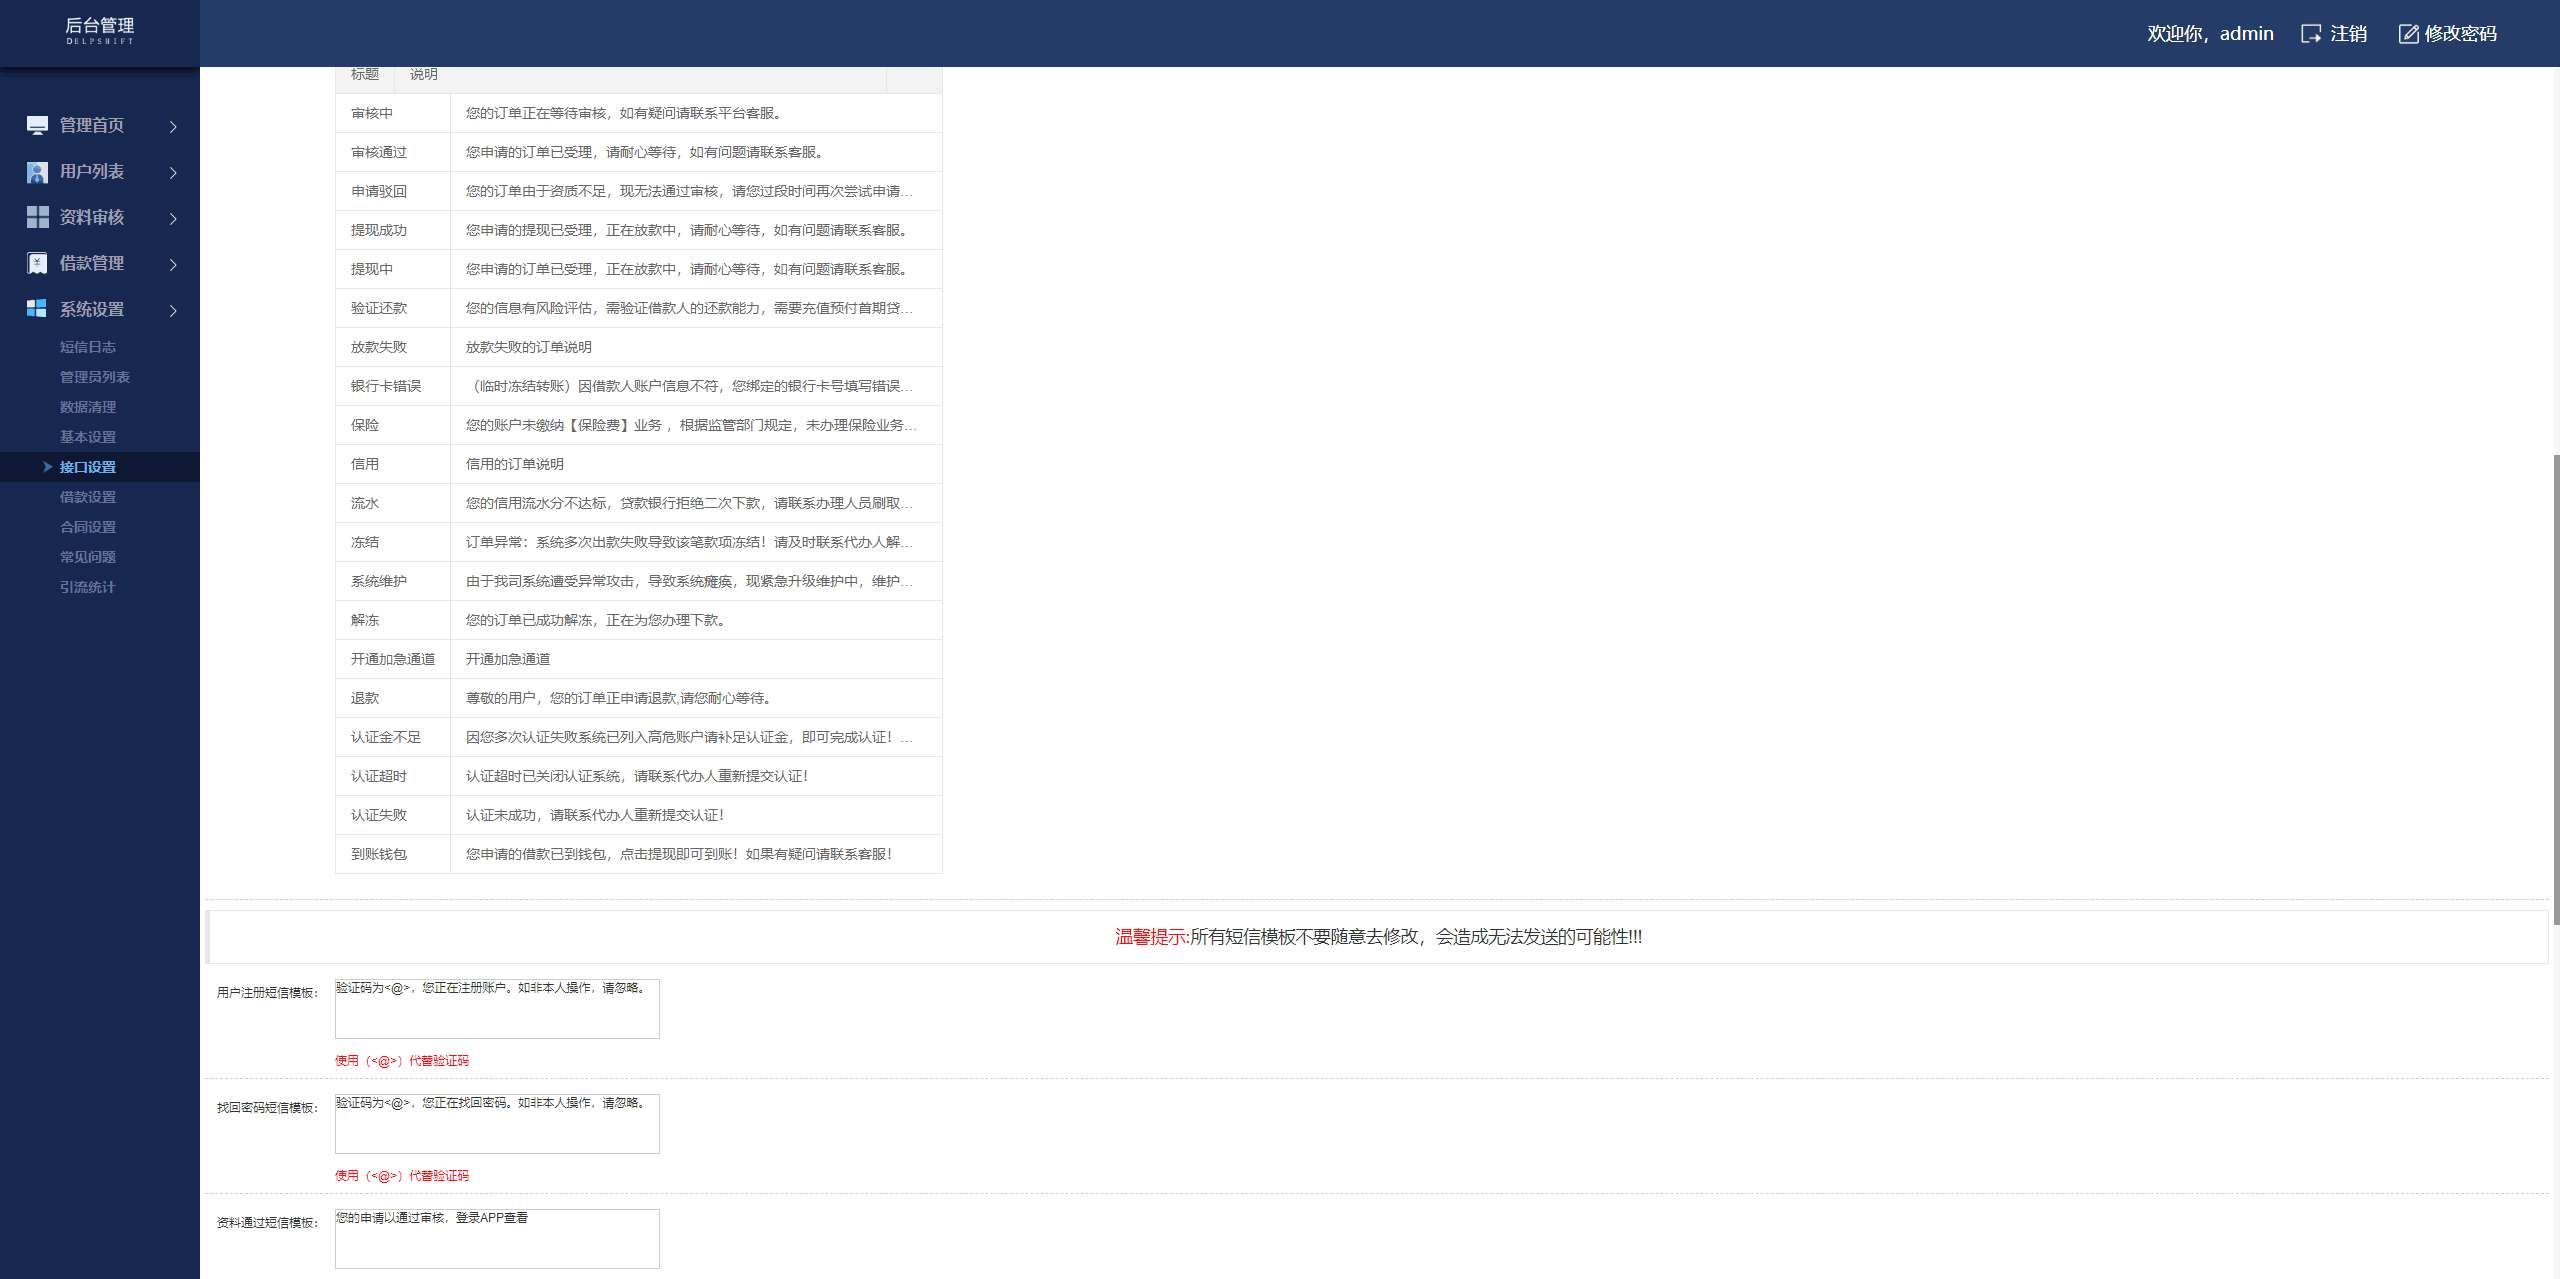 后台管理
DELPSHIFT
欢迎你，admin
注销
修改密码
管理首页
用户列表
资料审核
借款管理
系统设置
短信日志
管理员列表
数据清理
基本设置
接口设置
借款设置
合同设置
常见问题
引流统计
标题 说明
审核中 您的订单正在等待审核，如有疑问请联系平台客服。
审核通过 您申请的订单已受理，请耐心等待，如有问题请联系客服。
申请驳回 您的订单由于资质不足，现无法通过审核，请您过段时间再次尝试申请...
提现成功 您申请的提现已受理，正在放款中，请耐心等待，如有问题请联系客服。
提现中 您申请的订单已受理，正在放款中，请耐心等待，如有问题请联系客服。
验证还款 您的信息有风险评估，需验证借款人的还款能力，需要充值预付首期贷...
放款失败 放款失败的订单说明
银行卡错误 （临时冻结转账）因借款人账户信息不符，您绑定的银行卡号填写错误...
保险 您的账户未缴纳【保险费】业务 ，根据监管部门规定，未办理保险业务...
信用 信用的订单说明
流水 您的信用流水分不达标，贷款银行拒绝二次下款，请联系办理人员刷取...
冻结 订单异常：系统多次出款失败导致该笔款项冻结！请及时联系代办人解...
系统维护 由于我司系统遭受异常攻击，导致系统瘫痪，现紧急升级维护中，维护...
解冻 您的订单已成功解冻，正在为您办理下款。
开通加急通道 开通加急通道
退款 尊敬的用户，您的订单正申请退款,请您耐心等待。
认证金不足 因您多次认证失败系统已列入高危账户请补足认证金，即可完成认证！...
认证超时 认证超时已关闭认证系统，请联系代办人重新提交认证！
认证失败 认证未成功，请联系代办人重新提交认证！
到账钱包 您申请的借款已到钱包，点击提现即可到账！如果有疑问请联系客服！
温馨提示:所有短信模板不要随意去修改，会造成无法发送的可能性!!!
用户注册短信模板： 验证码为<@>，您正在注册账户。如非本人操作，请忽略。
使用（<@>）代替验证码
找回密码短信模板： 验证码为<@>，您正在找回密码。如非本人操作，请忽略。
使用（<@>）代替验证码
资料通过短信模板： 您的申请以通过审核，登录APP查看